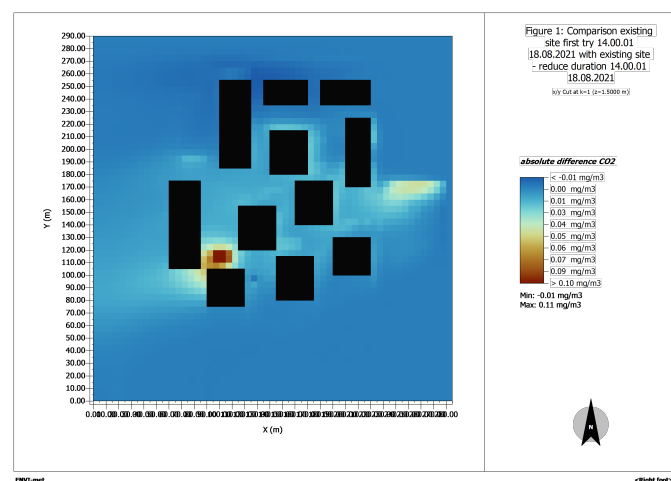 Figure 1: Comparison existing
site first try 14.00.01
18.08.2021 with existing site
- reduce duration 14.00.01
18.08.2021
x/y Cut at k=1 (z=1.5000 m)
290.00
280.00
270.00
260.00
250.00
240.00
230.00
220.00
210.00
200.00
190.00
180.00
170.00
160.00
150.00
140.00
130.00
120.00
110.00
100.00
90.00
80.00
70.00
60.00
50.00
40.00
30.00
20.00
10.00
0.00
Y (m)
X (m)
absolute difference CO2
< -0.01 mg/m3
0.00 mg/m3
0.01 mg/m3
0.03 mg/m3
0.04 mg/m3
0.05 mg/m3
0.06 mg/m3
0.07 mg/m3
0.09 mg/m3
> 0.10 mg/m3
Min: -0.01 mg/m3
Max: 0.11 mg/m3
N
ENVI-met
<Right foot>